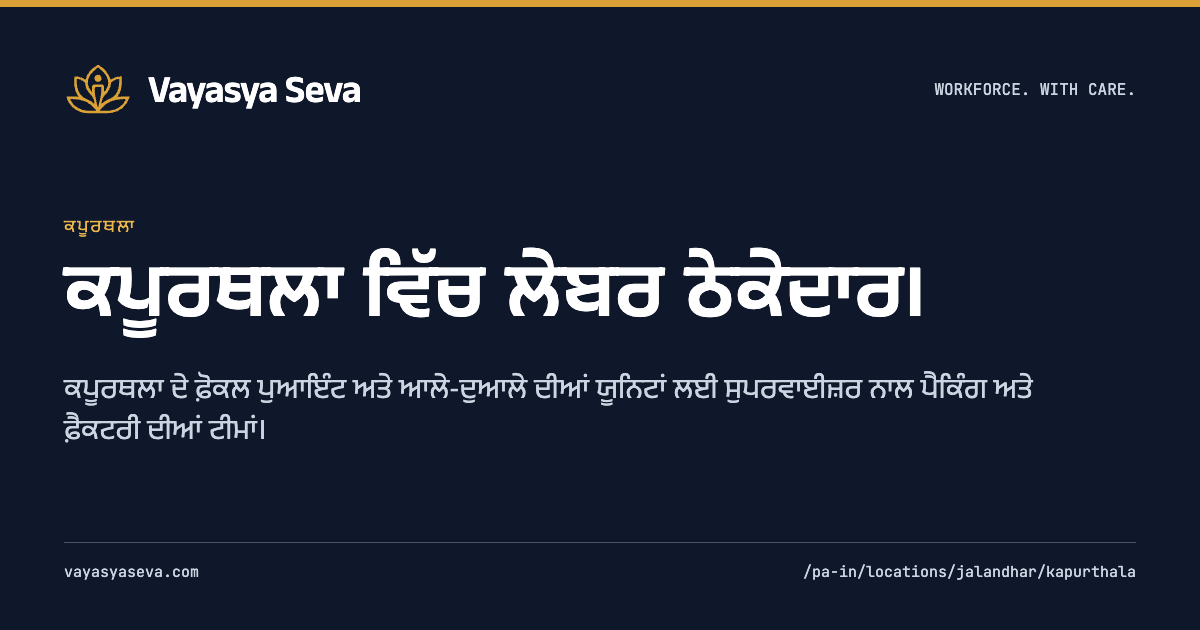 Vayasya Seva
WORKFORCE. WITH CARE.
ਕਪੂਰਥਲਾ
ਕਪੂਰਥਲਾ ਵਿੱਚ ਲੇਬਰ ਠੇਕੇਦਾਰ।
ਕਪੂਰਥਲਾ ਦੇ ਫ਼ੋਕਲ ਪੁਆਇੰਟ ਅਤੇ ਆਲੇ-ਦੁਆਲੇ ਦੀਆਂ ਯੂਨਿਟਾਂ ਲਈ ਸੁਪਰਵਾਈਜ਼ਰ ਨਾਲ ਪੈਕਿੰਗ ਅਤੇ
ਫ਼ੈਕਟਰੀ ਦੀਆਂ ਟੀਮਾਂ।
vayasyaseva.com
/pa-in/locations/jalandhar/kapurthala